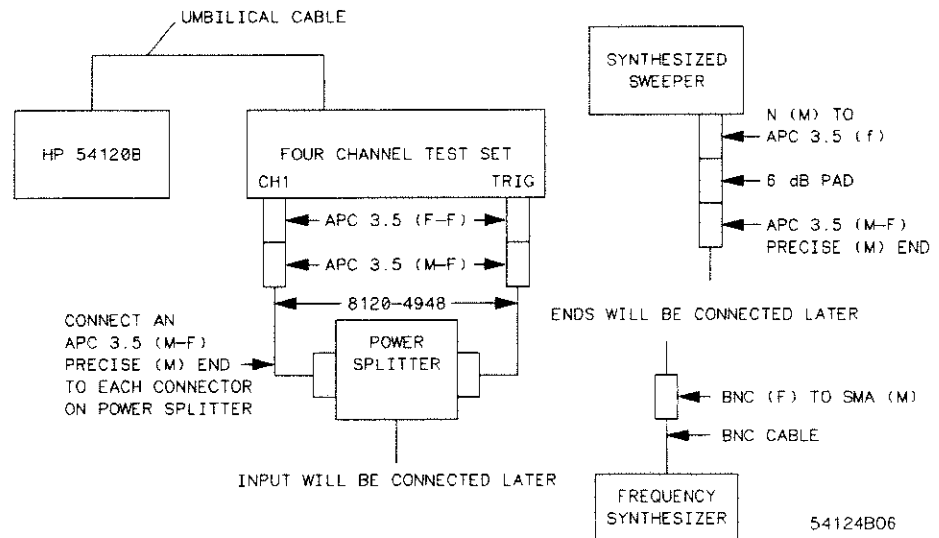 UMBILICAL CABLE
HP 54120B
FOUR CHANNEL TEST SET
CH1
TRIG
APC 3.5 (F-F)
APC 3.5 (M-F)
8120-4948
CONNECT AN
APC 3.5 (M-F)
PRECISE (M) END
TO EACH CONNECTOR
ON POWER SPLITTER
POWER
SPLITTER
INPUT WILL BE CONNECTED LATER
SYNTHESIZED
SWEEPER
N (M) TO
APC 3.5 (f)
6 dB PAD
APC 3.5 (M-F)
PRECISE (M) END
ENDS WILL BE CONNECTED LATER
BNC (F) TO SMA (M)
BNC CABLE
FREQUENCY
SYNTHESIZER
54124B06